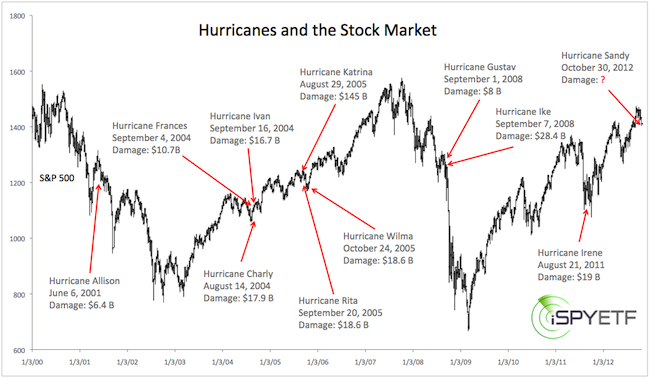 Hurricanes and the Stock Market
1800
1600
1400
1200
1000
800
600
S&P 500
Hurricane Allison
June 6, 2001
Damage: $6.4 B
Hurricane Frances
September 4, 2004
Damage: $10.7B
Hurricane Ivan
September 16, 2004
Damage: $16.7 B
Hurricane Charly
August 14, 2004
Damage: $17.9 B
Hurricane Katrina
August 29, 2005
Damage: $145 B
Hurricane Wilma
October 24, 2005
Damage: $18.6 B
Hurricane Rita
September 20, 2005
Damage: $18.6 B
Hurricane Gustav
September 1, 2008
Damage: $8 B
Hurricane Ike
September 7, 2008
Damage: $28.4 B
Hurricane Sandy
October 30, 2012
Damage: ?
Hurricane Irene
August 21, 2011
Damage: $19 B
iSPYETF
1/3/00 1/3/01 1/3/02 1/3/03 1/3/04 1/3/05 1/3/06 1/3/07 1/3/08 1/3/09 1/3/10 1/3/11 1/3/12